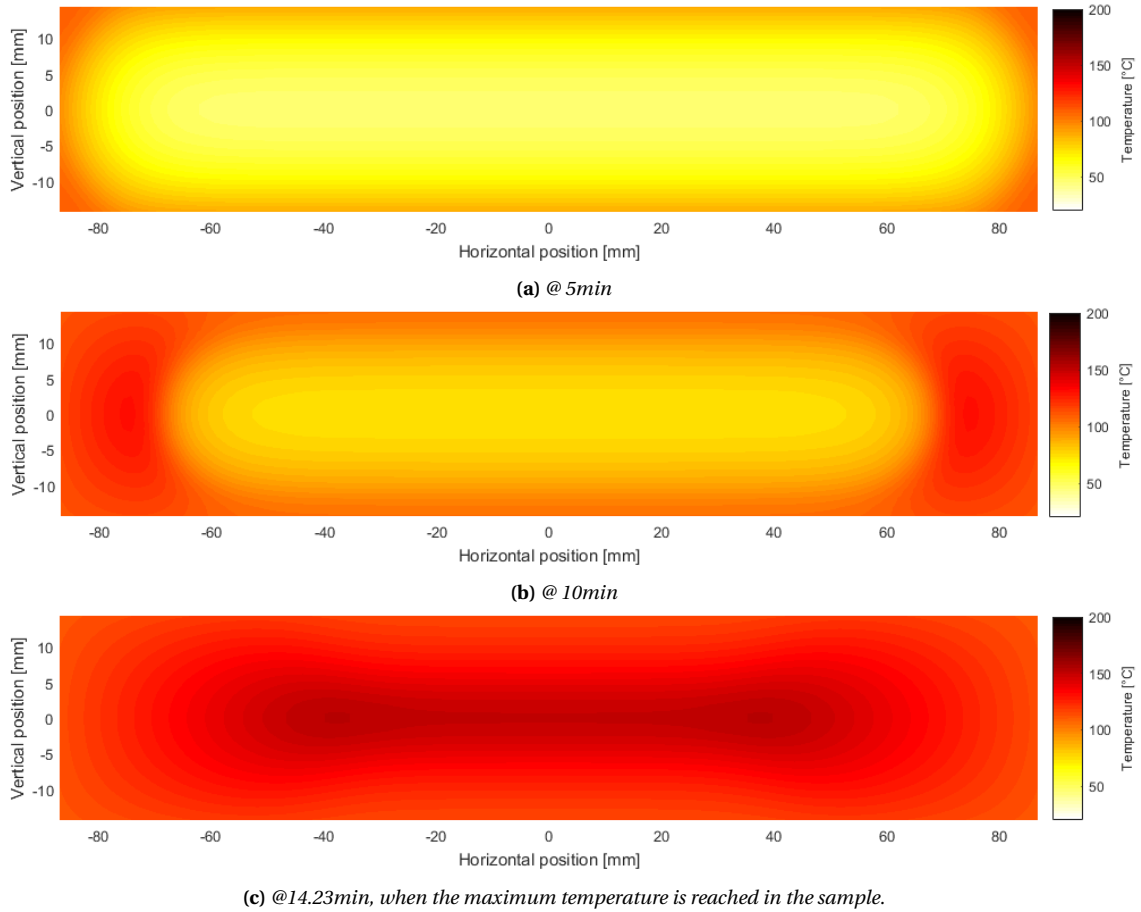 200
10
5
0
-5
-10
Vertical position [mm]
150
100
50
Temperature [°C]
-80 -60 -40 -20 0 20 40 60 80
Horizontal position [mm]
(a) @ 5min
200
10
5
0
-5
-10
Vertical position [mm]
150
100
50
Temperature [°C]
-80 -60 -40 -20 0 20 40 60 80
Horizontal position [mm]
(b) @ 10min
200
10
5
0
-5
-10
Vertical position [mm]
150
100
50
Temperature [°C]
-80 -60 -40 -20 0 20 40 60 80
Horizontal position [mm]
(c) @14.23min, when the maximum temperature is reached in the sample.